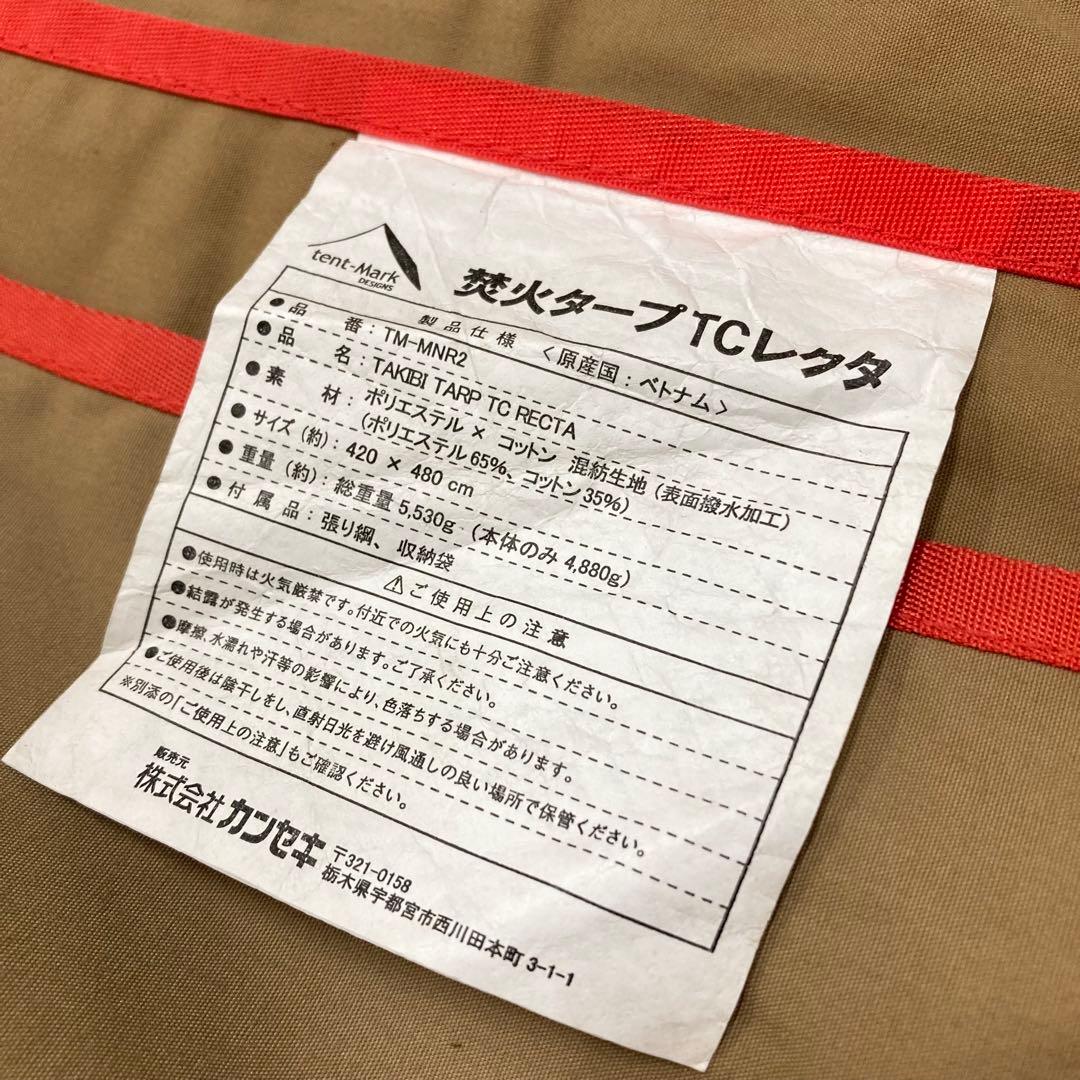 tent-Mark
DESIGNS
焚火タープTCレクタ
製品仕様 <原産国:ベトナム>
●品 番:TM-MNR2
●品 名:TAKIBI TARP TC RECTA
●素 材:ポリエステル × コットン 混紡生地(表面撥水加工)
(ポリエステル65%、コットン35%)
●サイズ(約):420 × 480 cm
●重量(約):総重量 5,530g(本体のみ 4,880g)
●付属品:張り綱、収納袋
⚠ご使用上の注意
●使用時は火気厳禁です。付近での火気にも十分ご注意ください。
●結露が発生する場合があります。ご了承ください。
●摩擦、水濡れや汗等の影響により、色落ちする場合があります。
●ご使用後は陰干しをし、直射日光を避け風通しの良い場所で保管ください。
※別添の「ご使用上の注意」もご確認ください。
販売元
株式会社カンセキ
〒321-0158
栃木県宇都宮市西川田本町 3-1-1